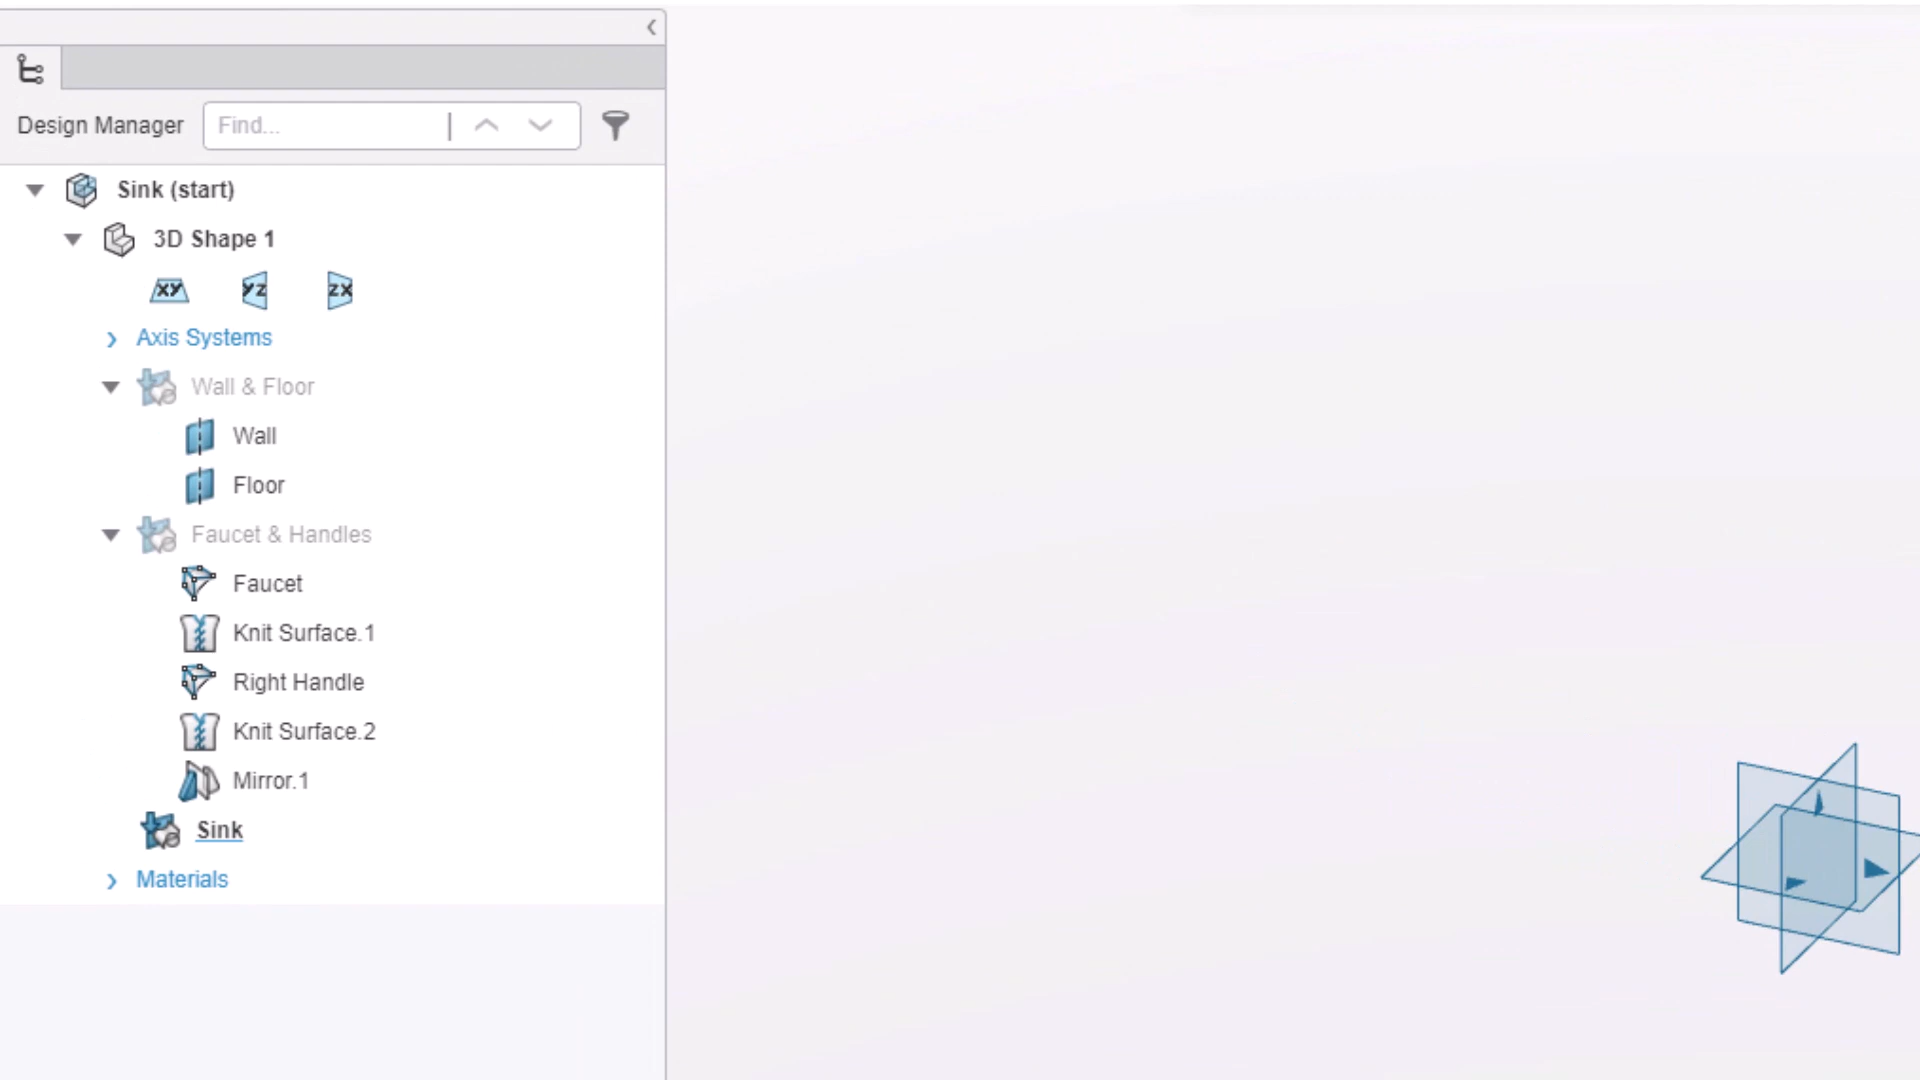 Design Manager Find...
Sink (start)
3D Shape 1
XY YZ ZX
Axis Systems
Wall & Floor
Wall
Floor
Faucet & Handles
Faucet
Knit Surface.1
Right Handle
Knit Surface.2
Mirror.1
Sink
Materials